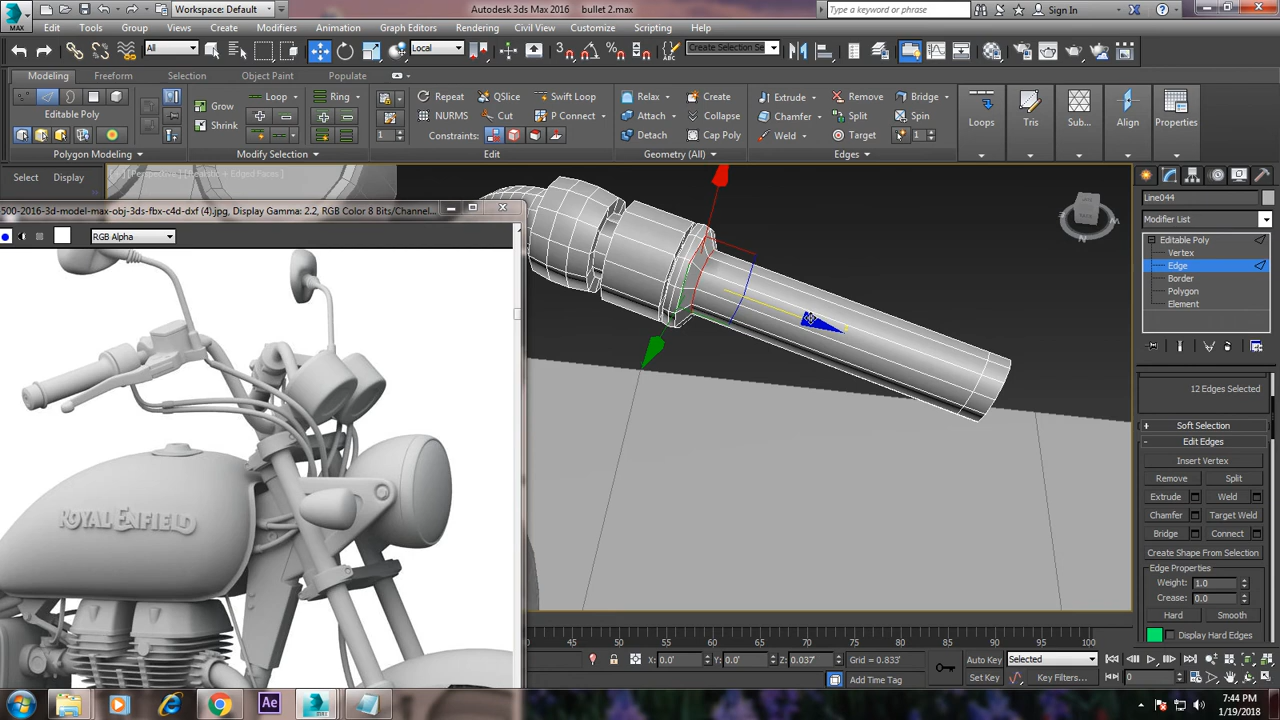 MAX
Workspace: Default
Autodesk 3ds Max 2016 bullet 2.max
Type a keyword or phrase
Sign In
Edit Tools Group Views Create Modifiers Animation Graph Editors Rendering Civil View Customize Scripting Help
All
Local
Create Selection Se
Modeling Freeform Selection Object Paint Populate
Grow
Loop
Ring
Repeat QSlice Swift Loop
Relax Create
Extrude Remove Bridge
Editable Poly
Shrink
NURMS Cut P Connect
Attach Collapse
Chamfer Split Spin
1
Constraints:
Detach Cap Poly
Weld Target 1
Loops Tris Sub... Align Properties
Polygon Modeling Modify Selection Edit Geometry (All) Edges
Select Display
[+] [Perspective] [Realistic + Edged Faces]
500-2016-3d-model-max-obj-3ds-fbx-c4d-dxf (4).jpg, Display Gamma: 2.2, RGB Color 8 Bits/Channel...
RGB Alpha
ROYAL ENFIELD
Line044
Modifier List
Editable Poly
Vertex
Edge
Border
Polygon
Element
12 Edges Selected
+ Soft Selection
- Edit Edges
Insert Vertex
Remove Split
Extrude Weld
Chamfer Target Weld
Bridge Connect
Create Shape From Selection
Edge Properties
Weight: 1.0
Crease: 0.0
Hard Smooth
Display Hard Edges
45 50 55 60 65 70 75 80 85 90 95 100
X: 0.0' Y: 0.0' Z: 0.037' Grid = 0.833'
Add Time Tag
Auto Key Selected
Set Key Key Filters...
0
Ae
MAX
7:44 PM
1/19/2018